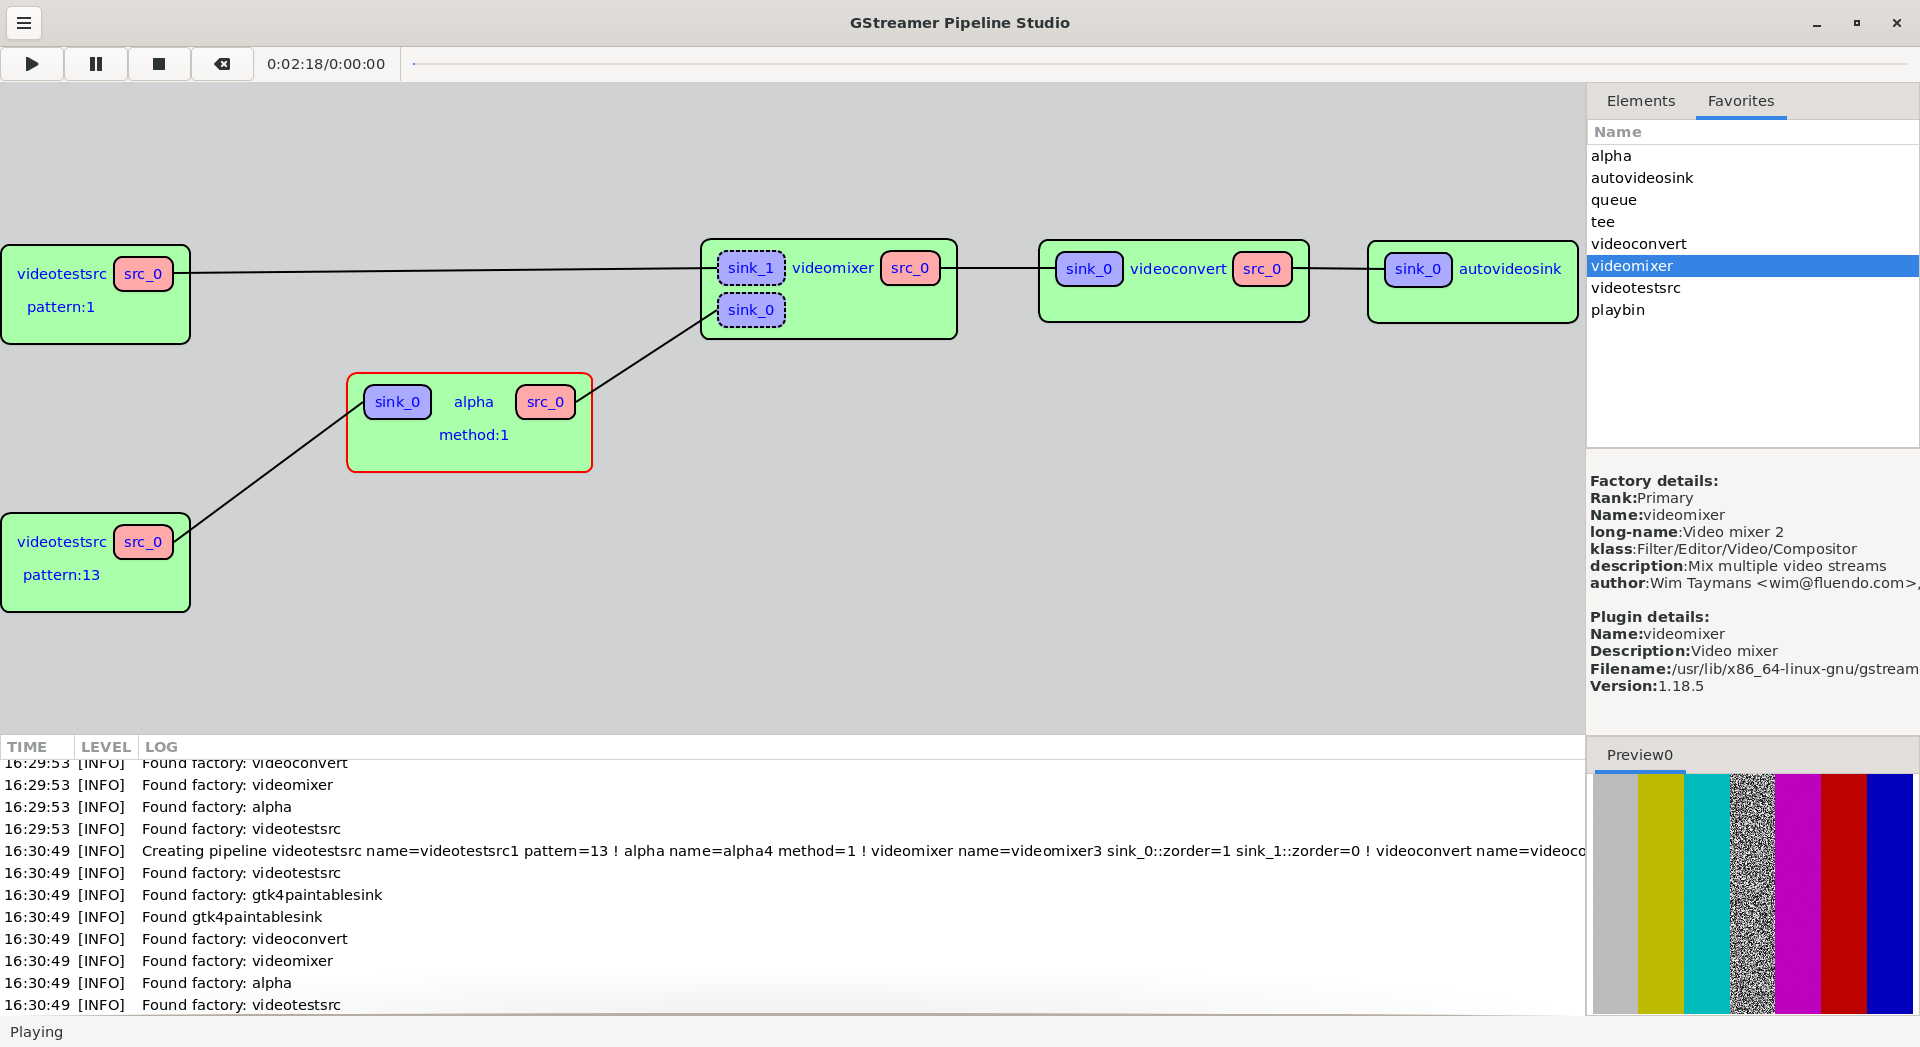 GStreamer Pipeline Studio
0:02:18/0:00:00
videotestsrc src_0
pattern:1
sink_1 videomixer src_0
sink_0
sink_0 videoconvert src_0
sink_0 autovideosink
sink_0 alpha src_0
method:1
videotestsrc src_0
pattern:13
Elements Favorites
Name
alpha
autovideosink
queue
tee
videoconvert
videomixer
videotestsrc
playbin
Factory details:
Rank:Primary
Name:videomixer
long-name:Video mixer 2
klass:Filter/Editor/Video/Compositor
description:Mix multiple video streams
author:Wim Taymans <wim@fluendo.com>,
Plugin details:
Name:videomixer
Description:Video mixer
Filename:/usr/lib/x86_64-linux-gnu/gstream
Version:1.18.5
TIME LEVEL LOG
16:29:53 [INFO] Found factory: videoconvert
16:29:53 [INFO] Found factory: videomixer
16:29:53 [INFO] Found factory: alpha
16:29:53 [INFO] Found factory: videotestsrc
16:30:49 [INFO] Creating pipeline videotestsrc name=videotestsrc1 pattern=13 ! alpha name=alpha4 method=1 ! videomixer name=videomixer3 sink_0::zorder=1 sink_1::zorder=0 ! videoconvert name=videoco
16:30:49 [INFO] Found factory: videotestsrc
16:30:49 [INFO] Found factory: gtk4paintablesink
16:30:49 [INFO] Found gtk4paintablesink
16:30:49 [INFO] Found factory: videoconvert
16:30:49 [INFO] Found factory: videomixer
16:30:49 [INFO] Found factory: alpha
16:30:49 [INFO] Found factory: videotestsrc
Preview0
Playing